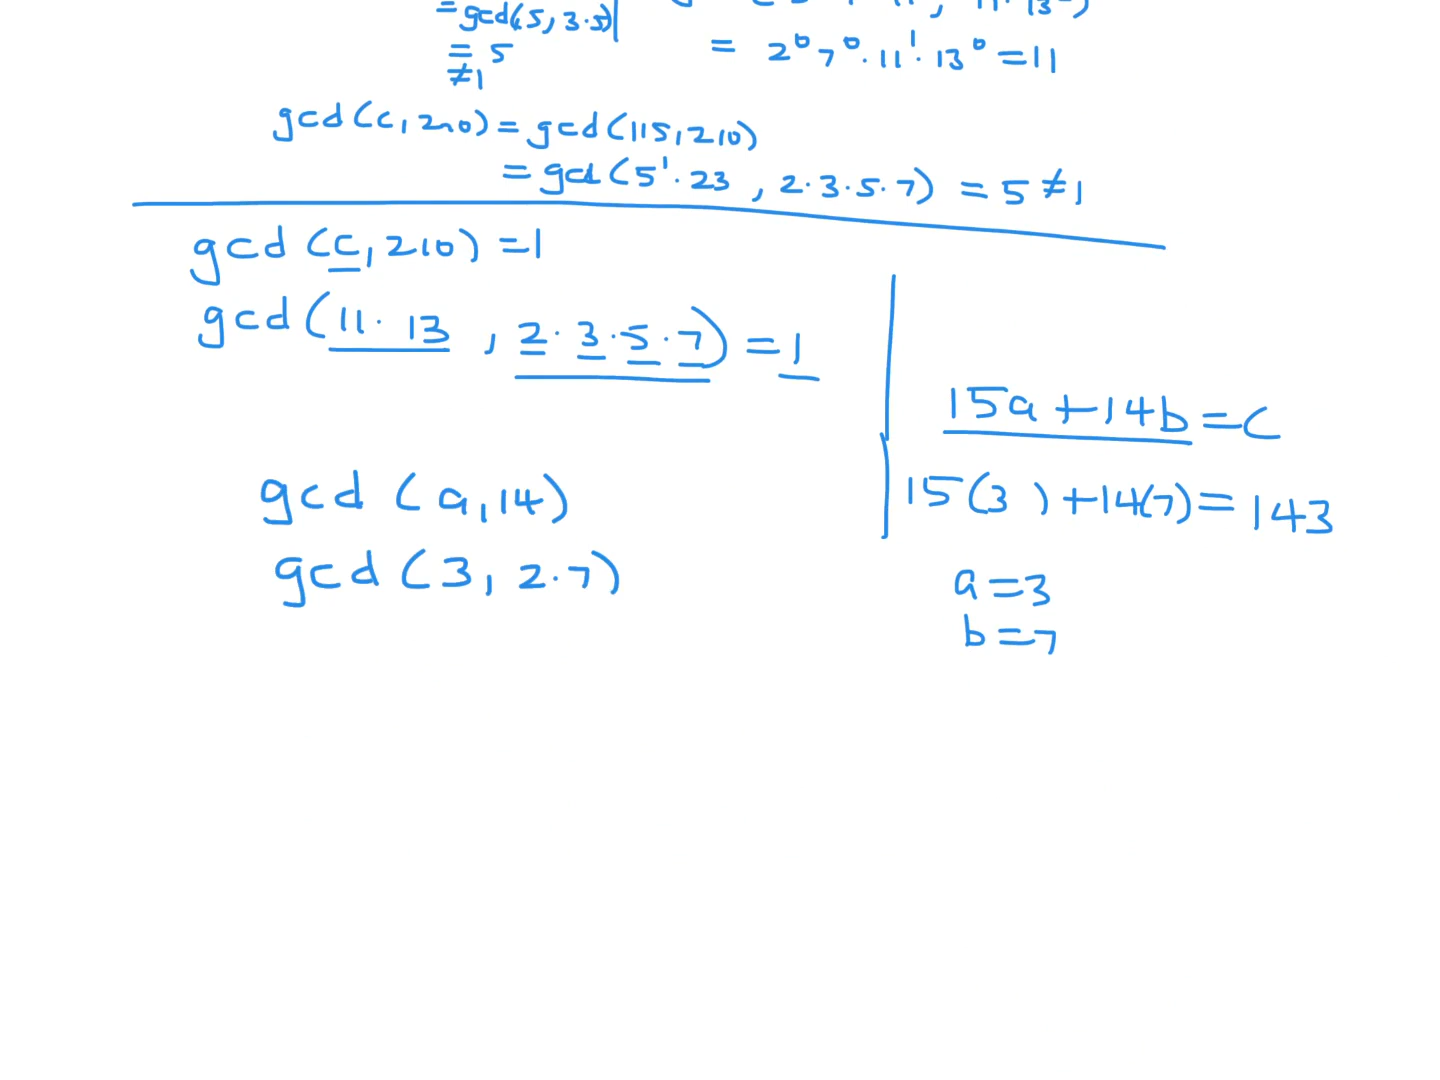 =gcd(5, 3·5)
= 5
≠1
= 2⁰ 7⁰ · 11¹ · 13⁰ = 11
gcd(c, 210) = gcd(115, 210)
= gcd(5¹·23 , 2·3·5·7) = 5 ≠ 1
gcd (c, 210) = 1
gcd(11·13 , 2·3·5·7) = 1
15a + 14b = c
gcd (a, 14)
15(3 ) + 14(7) = 143
gcd (3, 2·7)
a = 3
b = 7